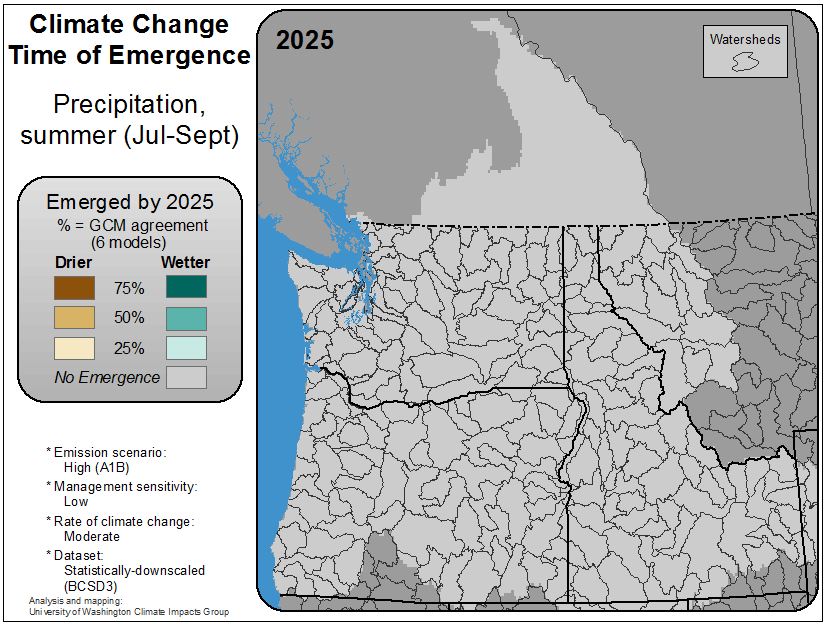 Climate Change
Time of Emergence
Precipitation,
summer (Jul-Sept)
Emerged by 2025
% = GCM agreement
(6 models)
Drier Wetter
75%
50%
25%
No Emergence
* Emission scenario:
High (A1B)
* Management sensitivity:
Low
* Rate of climate change:
Moderate
* Dataset:
Statistically-downscaled
(BCSD3)
Analysis and mapping:
University of Washington Climate Impacts Group
2025
Watersheds